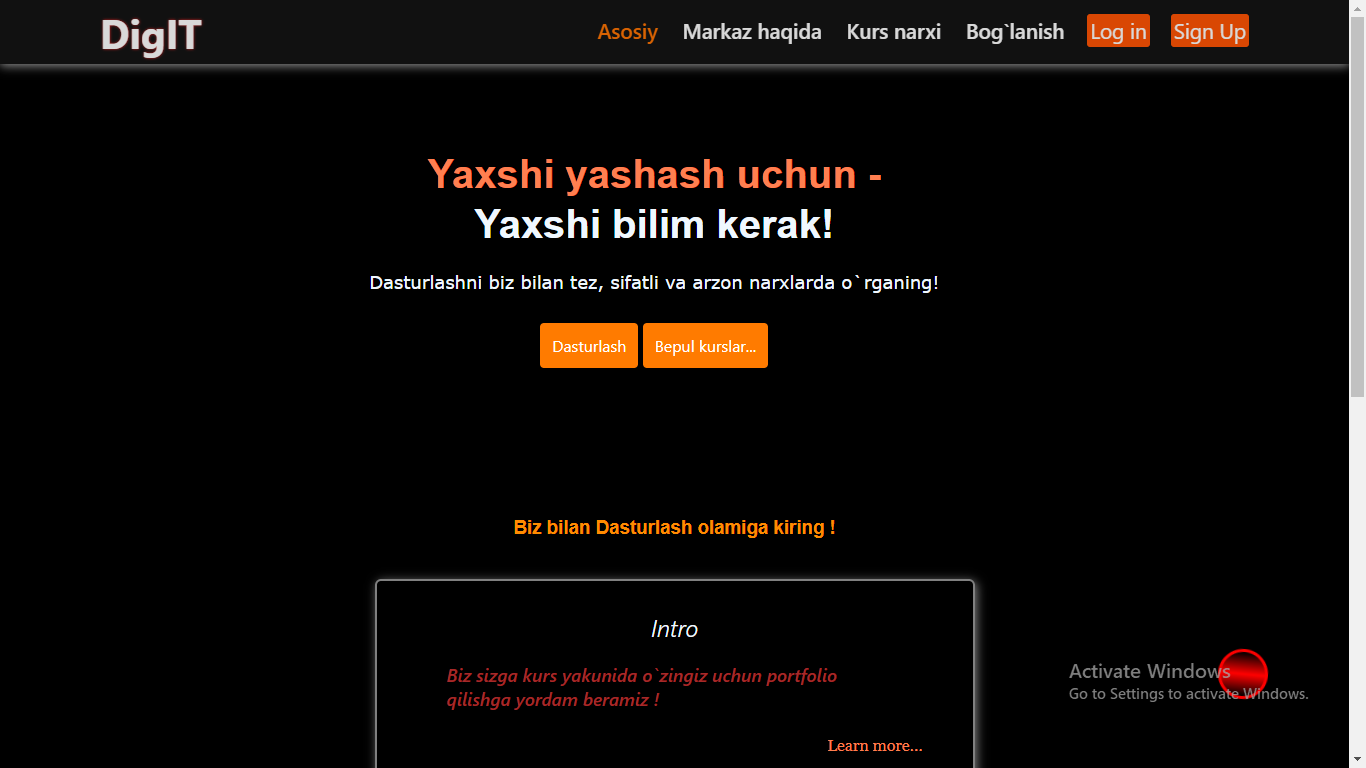 DigIT
Asosiy Markaz haqida Kurs narxi Bog`lanish Log in Sign Up
Yaxshi yashash uchun -
Yaxshi bilim kerak!
Dasturlashni biz bilan tez, sifatli va arzon narxlarda o`rganing!
Dasturlash Bepul kurslar...
Biz bilan Dasturlash olamiga kiring !
Intro
Biz sizga kurs yakunida o`zingiz uchun portfolio
qilishga yordam beramiz !
Learn more...
Activate Windows
Go to Settings to activate Windows.